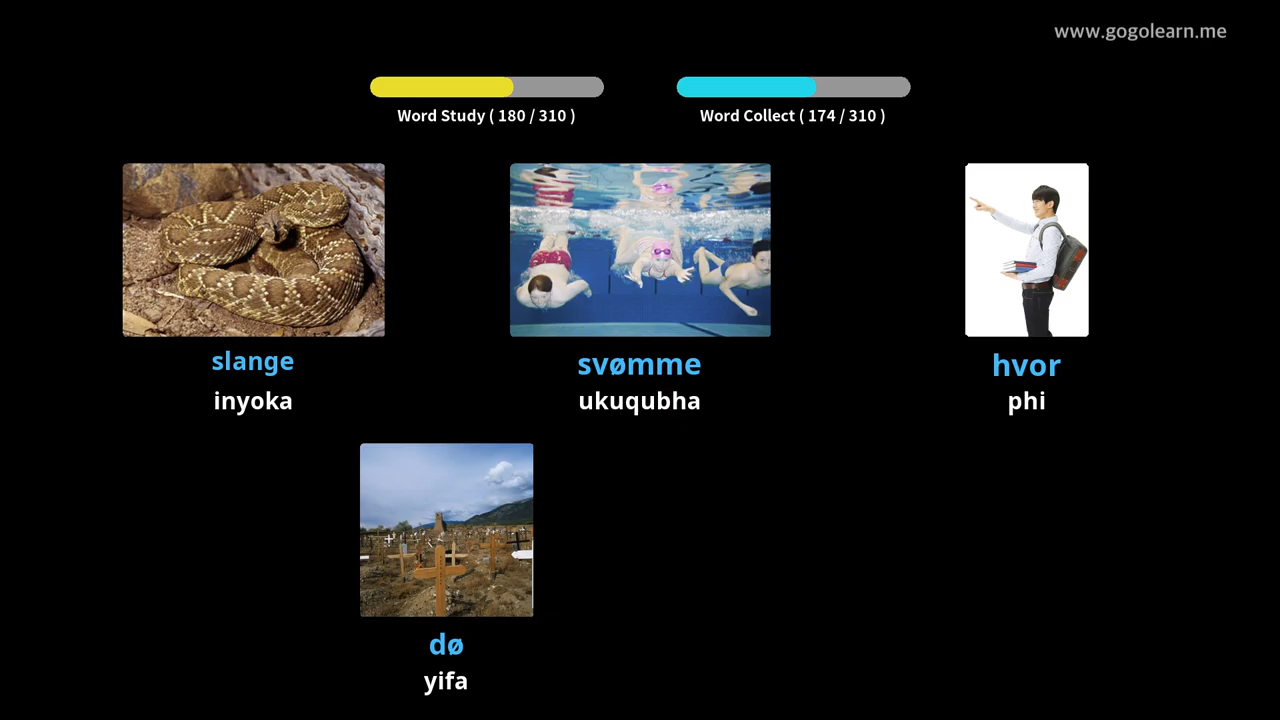 www.gogolearn.me
Word Study ( 180 / 310 )
Word Collect ( 174 / 310 )
slange
inyoka
svømme
ukuqubha
hvor
phi
dø
yifa